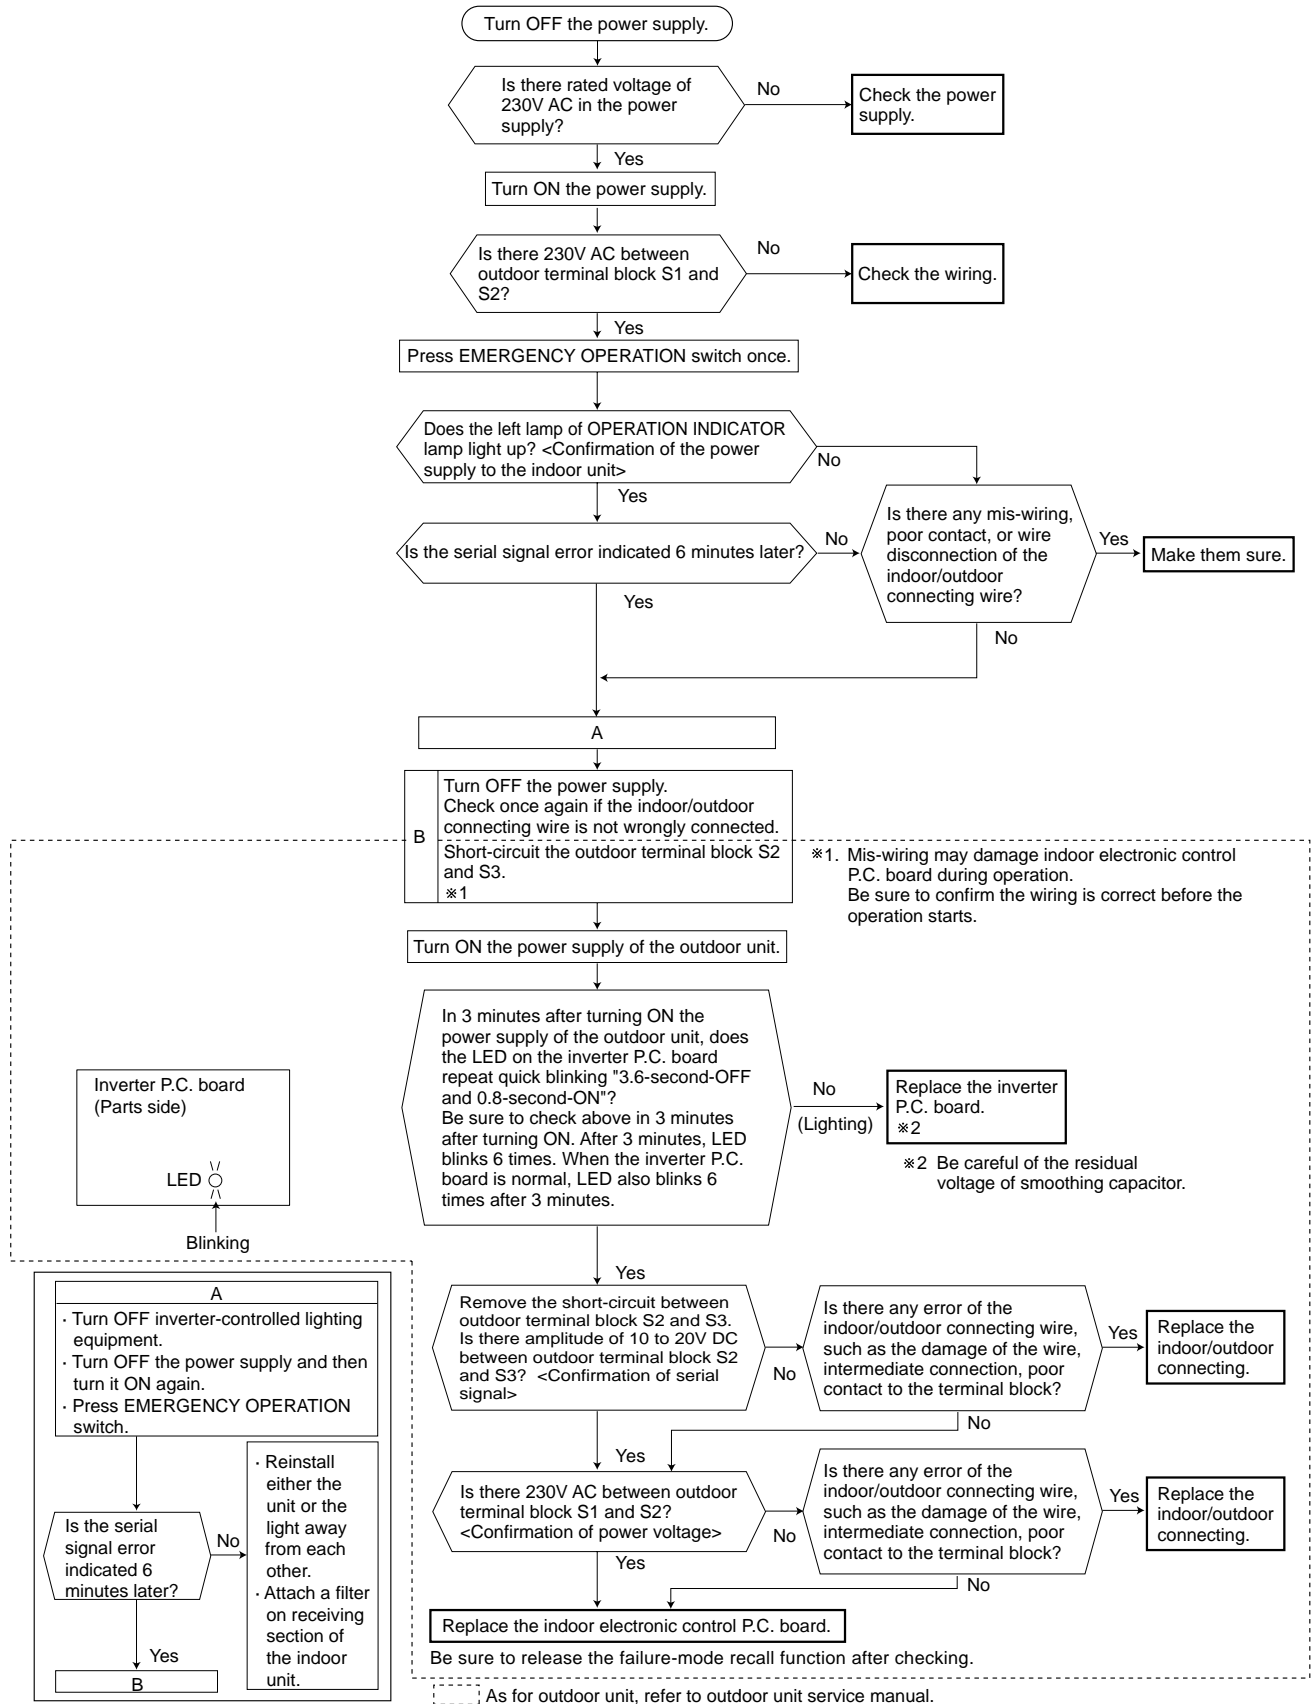 Turn OFF the power supply.
Is there rated voltage of
230V AC in the power
supply?
No
Check the power
supply.
Yes
Turn ON the power supply.
Is there 230V AC between
outdoor terminal block S1 and
S2?
No
Check the wiring.
Yes
Press EMERGENCY OPERATION switch once.
Does the left lamp of OPERATION INDICATOR
lamp light up? <Confirmation of the power
supply to the indoor unit>
No
Yes
Is the serial signal error indicated 6 minutes later?
No
Is there any mis-wiring,
poor contact, or wire
disconnection of the
indoor/outdoor
connecting wire?
Yes
Make them sure.
Yes
No
A
B
Turn OFF the power supply.
Check once again if the indoor/outdoor
connecting wire is not wrongly connected.
Short-circuit the outdoor terminal block S2
and S3.
※1
※1. Mis-wiring may damage indoor electronic control
P.C. board during operation.
Be sure to confirm the wiring is correct before the
operation starts.
Turn ON the power supply of the outdoor unit.
In 3 minutes after turning ON the
power supply of the outdoor unit, does
the LED on the inverter P.C. board
repeat quick blinking "3.6-second-OFF
and 0.8-second-ON"?
Be sure to check above in 3 minutes
after turning ON. After 3 minutes, LED
blinks 6 times. When the inverter P.C.
board is normal, LED also blinks 6
times after 3 minutes.
No
(Lighting)
Replace the inverter
P.C. board.
※2
※2 Be careful of the residual
voltage of smoothing capacitor.
Inverter P.C. board
(Parts side)
LED
Blinking
Yes
Remove the short-circuit between
outdoor terminal block S2 and S3.
Is there amplitude of 10 to 20V DC
between outdoor terminal block S2
and S3? <Confirmation of serial
signal>
No
Is there any error of the
indoor/outdoor connecting wire,
such as the damage of the wire,
intermediate connection, poor
contact to the terminal block?
Yes
Replace the
indoor/outdoor
connecting.
No
Yes
Is there 230V AC between outdoor
terminal block S1 and S2?
<Confirmation of power voltage>
No
Is there any error of the
indoor/outdoor connecting wire,
such as the damage of the wire,
intermediate connection, poor
contact to the terminal block?
Yes
Replace the
indoor/outdoor
connecting.
No
Yes
Replace the indoor electronic control P.C. board.
Be sure to release the failure-mode recall function after checking.
A
· Turn OFF inverter-controlled lighting
equipment.
· Turn OFF the power supply and then
turn it ON again.
· Press EMERGENCY OPERATION
switch.
Is the serial
signal error
indicated 6
minutes later?
No
· Reinstall
either the
unit or the
light away
from each
other.
· Attach a filter
on receiving
section of
the indoor
unit.
Yes
B
As for outdoor unit, refer to outdoor unit service manual.